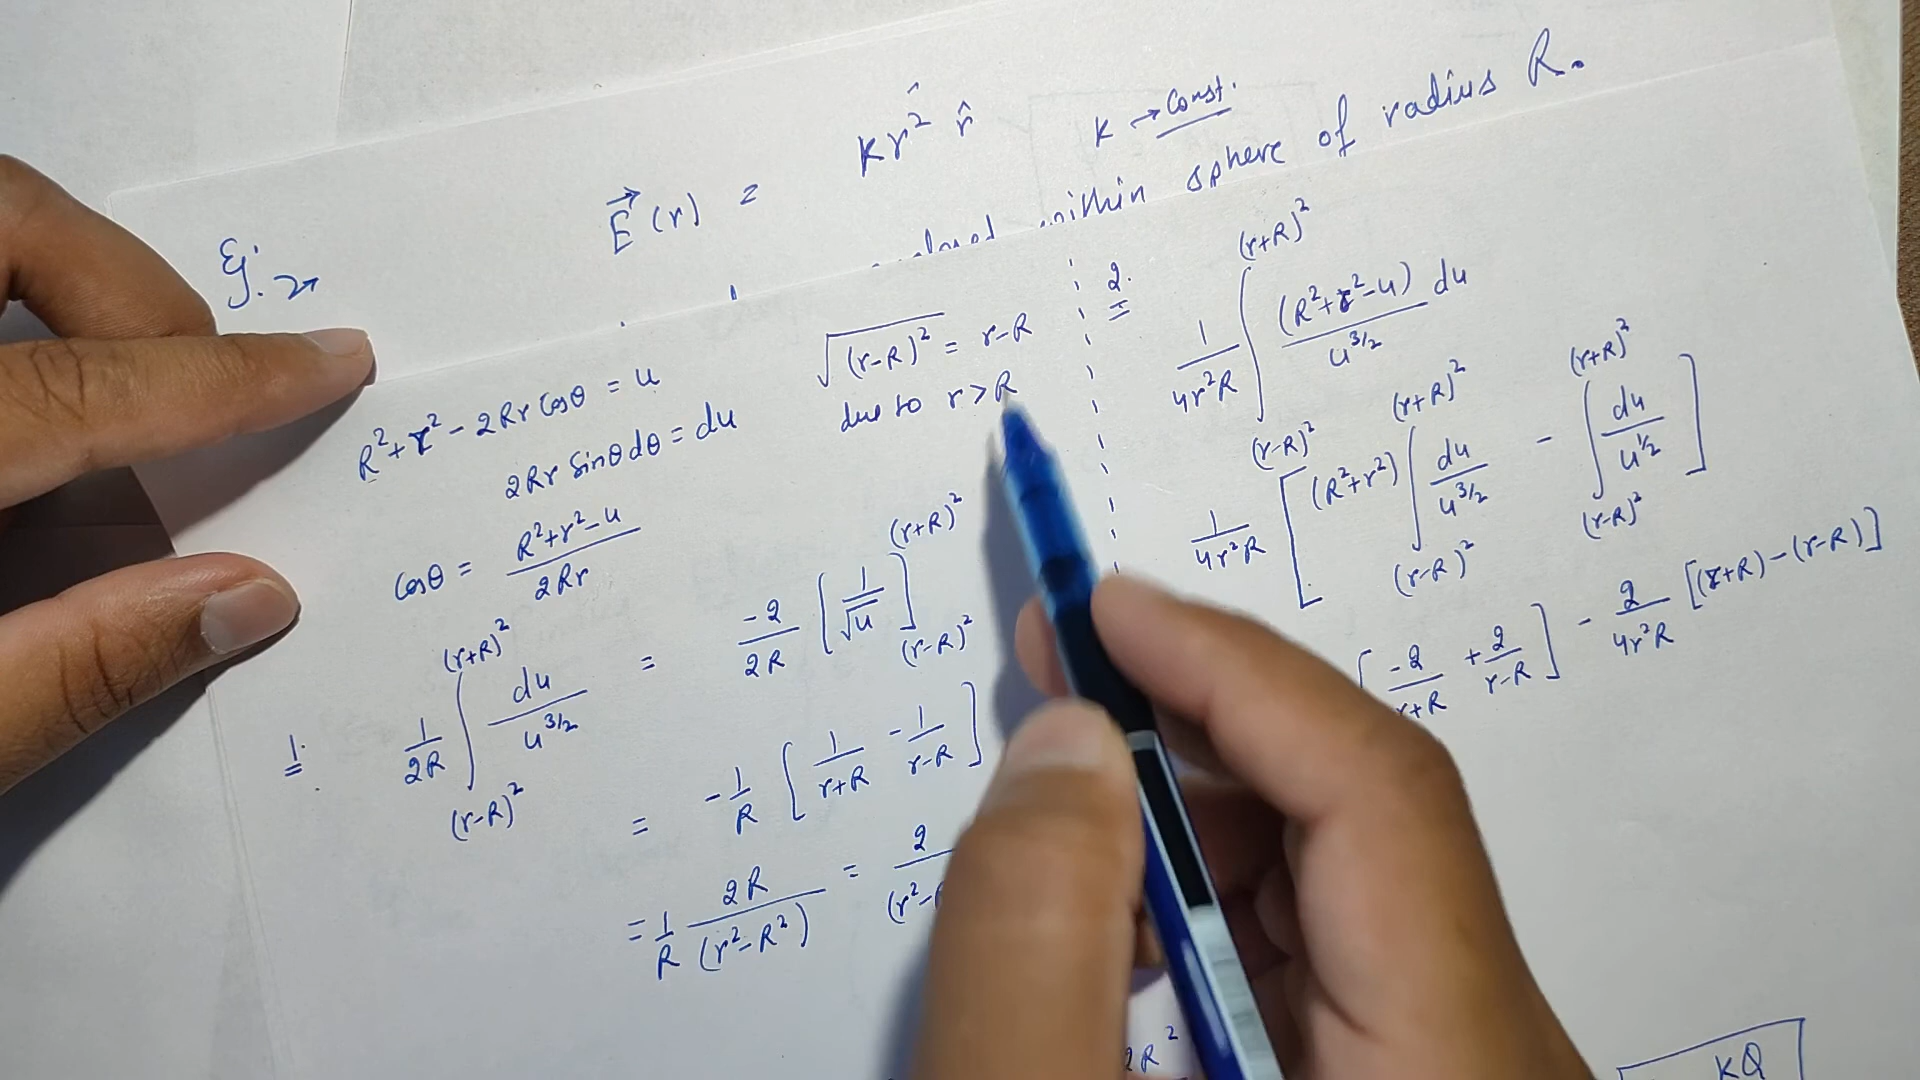 Eg. →
E⃗(r) = kr² r̂
k → Const.
within sphere of radius R.
R² + r² - 2Rr cosθ = u
2Rr sinθ dθ = du
cosθ = (R² + r² - u) / 2Rr
√(r-R)² = r-R
due to r > R
1.
1/2R ∫_{(r-R)²}^{(r+R)²} du/u^{3/2} = -2/2R [1/√u]_{(r-R)²}^{(r+R)²}
= -1/R [1/(r+R) - 1/(r-R)]
= 1/R 2R/(r²-R²) = 2/(r²-
2.
1/4r²R ∫_{(r-R)²}^{(r+R)²} (R²+r²-u) du / u^{3/2}
1/4r²R [(R²+r²) ∫_{(r-R)²}^{(r+R)²} du/u^{3/2} - ∫_{(r-R)²}^{(r+R)²} du/u^{1/2}]
[-2/(r+R) + 2/(r-R)] - 2/4r²R [(r+R)-(r-R)]
2R²
kQ